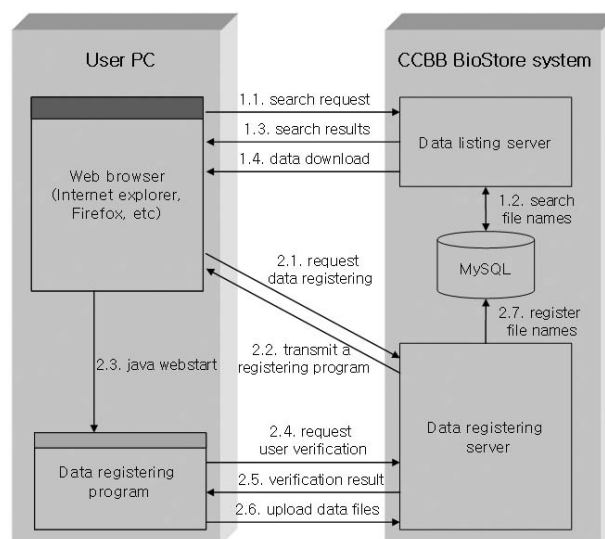 User PC
CCBB BioStore system
1.1. search request
1.3. search results
1.4. data download
Web browser
(Internet explorer,
Firefox, etc)
Data listing server
1.2. search
file names
MySQL
2.1. request
data registering
2.7. register
file names
2.2. transmit a
registering program
2.3. java webstart
2.4. request
user verification
Data registering
server
Data registering
program
2.5. verification result
2.6. upload data files